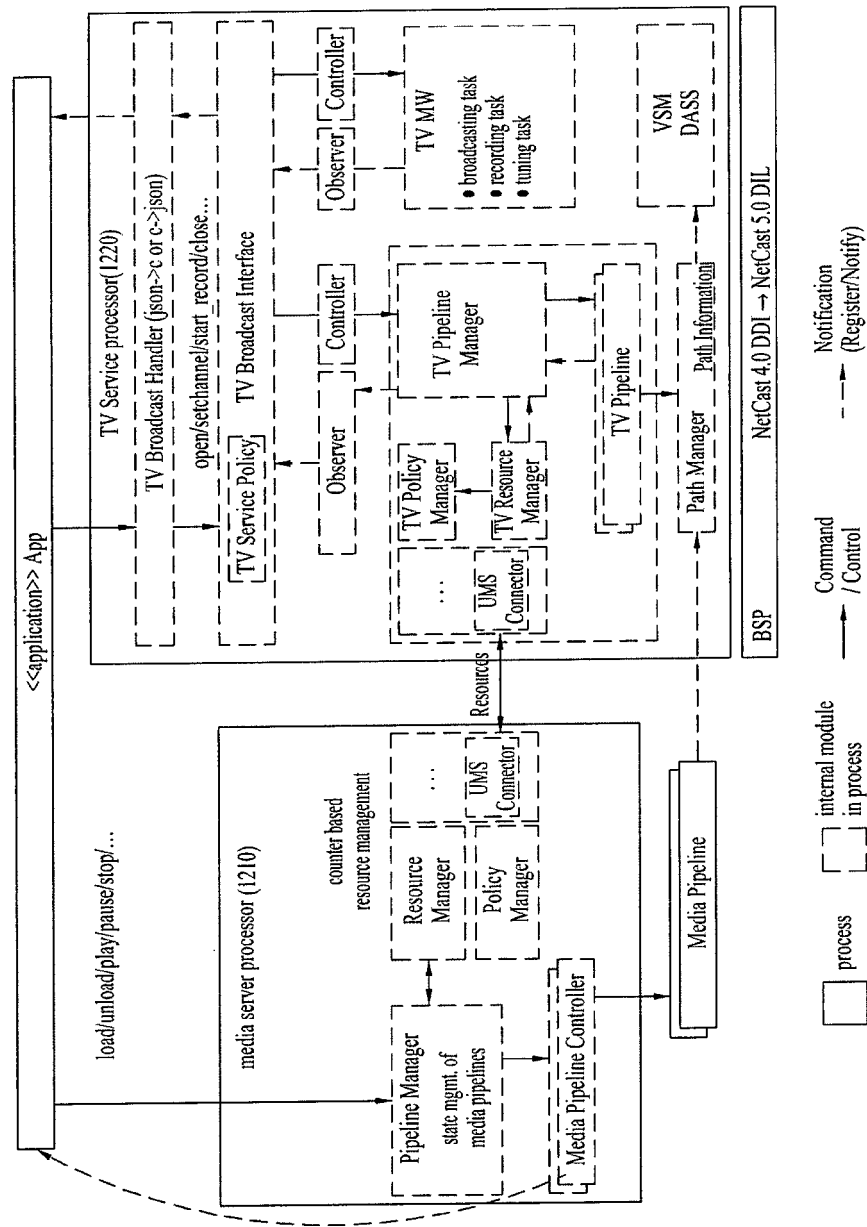 <<application>> App
load/unload/play/pause/stop/...
media server processor (1210)
Pipeline Manager
state mgmt. of
media pipelines
counter based
resource management
Resource
Manager
Policy
Manager
...
UMS
Connector
Media Pipeline Controller
Media Pipeline
Resources
TV Service processor(1220)
TV Broadcast Handler (json->c or c->json)
open/setchannel/start_record/close...
TV Service Policy
TV Broadcast Interface
Observer
Controller
Observer
Controller
...
UMS
Connector
TV Policy
Manager
TV Resource
Manager
TV Pipeline
Manager
TV Pipeline
TV MW
● broadcasting task
● recording task
● tuning task
Path Manager
Path Information
VSM
DASS
BSP
NetCast 4.0 DDI → NetCast 5.0 DIL
process
internal module
in process
Command
/ Control
Notification
(Register/Notify)